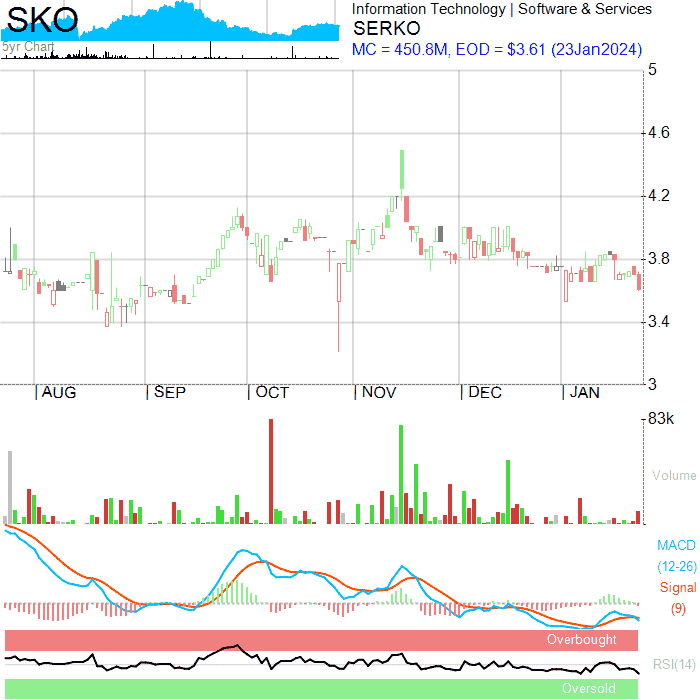 SKO
5yr Chart
Information Technology | Software & Services
SERKO
MC = 450.8M, EOD = $3.61 (23Jan2024)
5
4.6
4.2
3.8
3.4
3
| AUG | SEP | OCT | NOV | DEC | JAN
83k
Volume
MACD
(12-26)
Signal
(9)
Overbought
RSI(14)
Oversold